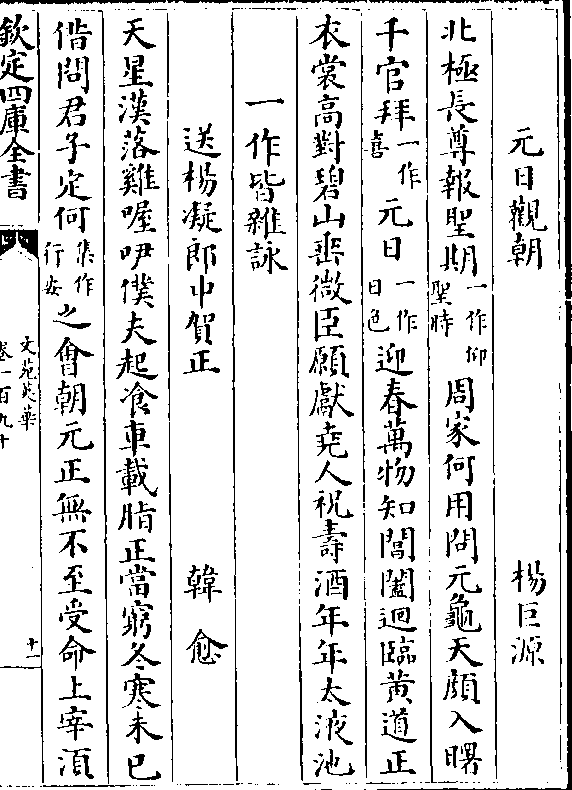 元日觀朝 楊巨源
北極長尊報聖期一作仰聖時周家何用問元龜天顔入曙
千官拜一作喜元日一作日色迎春萬物知閶闔迴臨黄道正
衣裳高對碧山垂微臣願獻堯人祝壽酒年年太液池
一作皆雜詠
送楊凝郎中賀正 韓愈
天星漢落雞喔咿僕夫起飡車載脂正當窮冬寒未已
借問君子定何集作行安之會朝元正無不至受命上宰須
欽定四庫全書 文苑英華 卷一百九十 十一